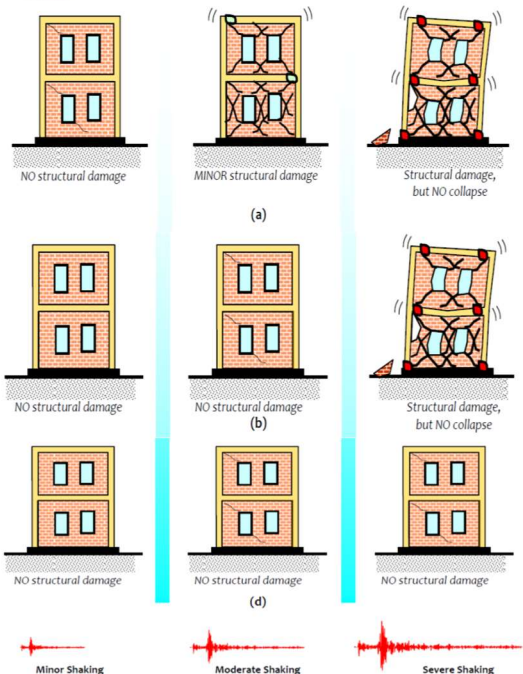 NO structural damage
MINOR structural damage
Structural damage,
but NO collapse
(a)
NO structural damage
NO structural damage
Structural damage,
but NO collapse
(b)
NO structural damage
NO structural damage
NO structural damage
(d)
Minor Shaking
Moderate Shaking
Severe Shaking